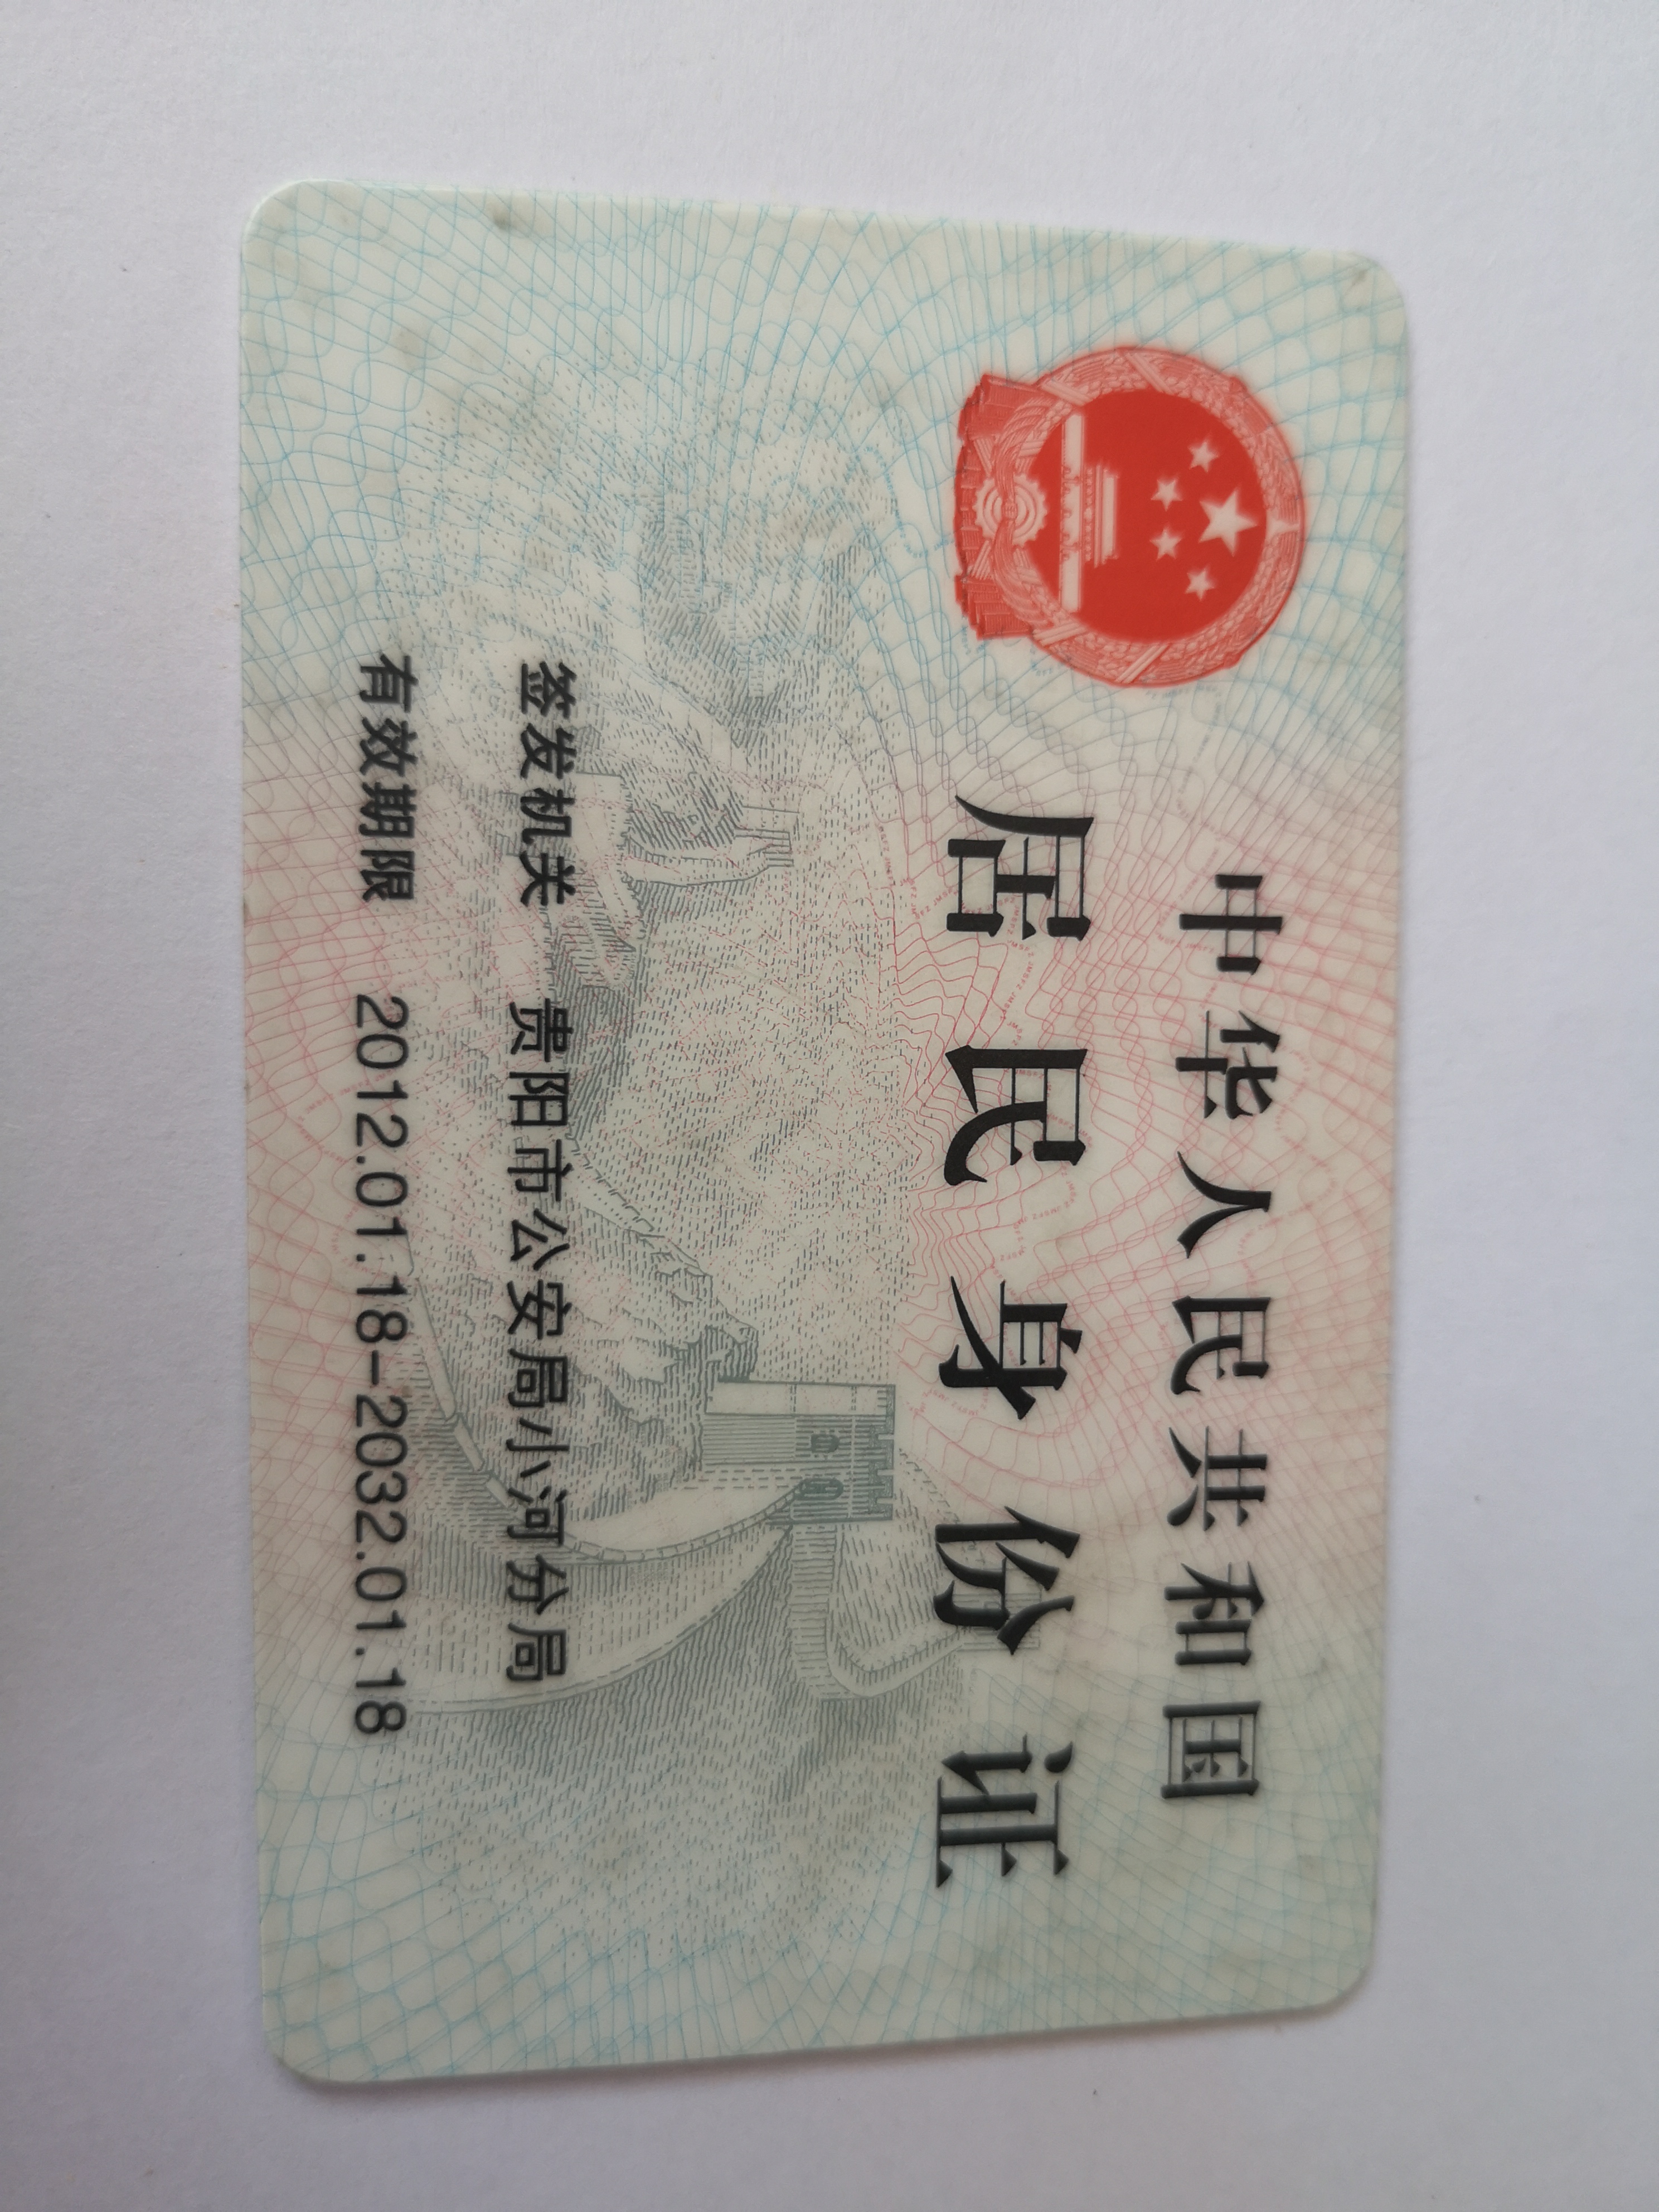 中华人民共和国
居民身份证
签发机关 贵阳市公安局小河分局
有效期限 2012.01.18-2032.01.18